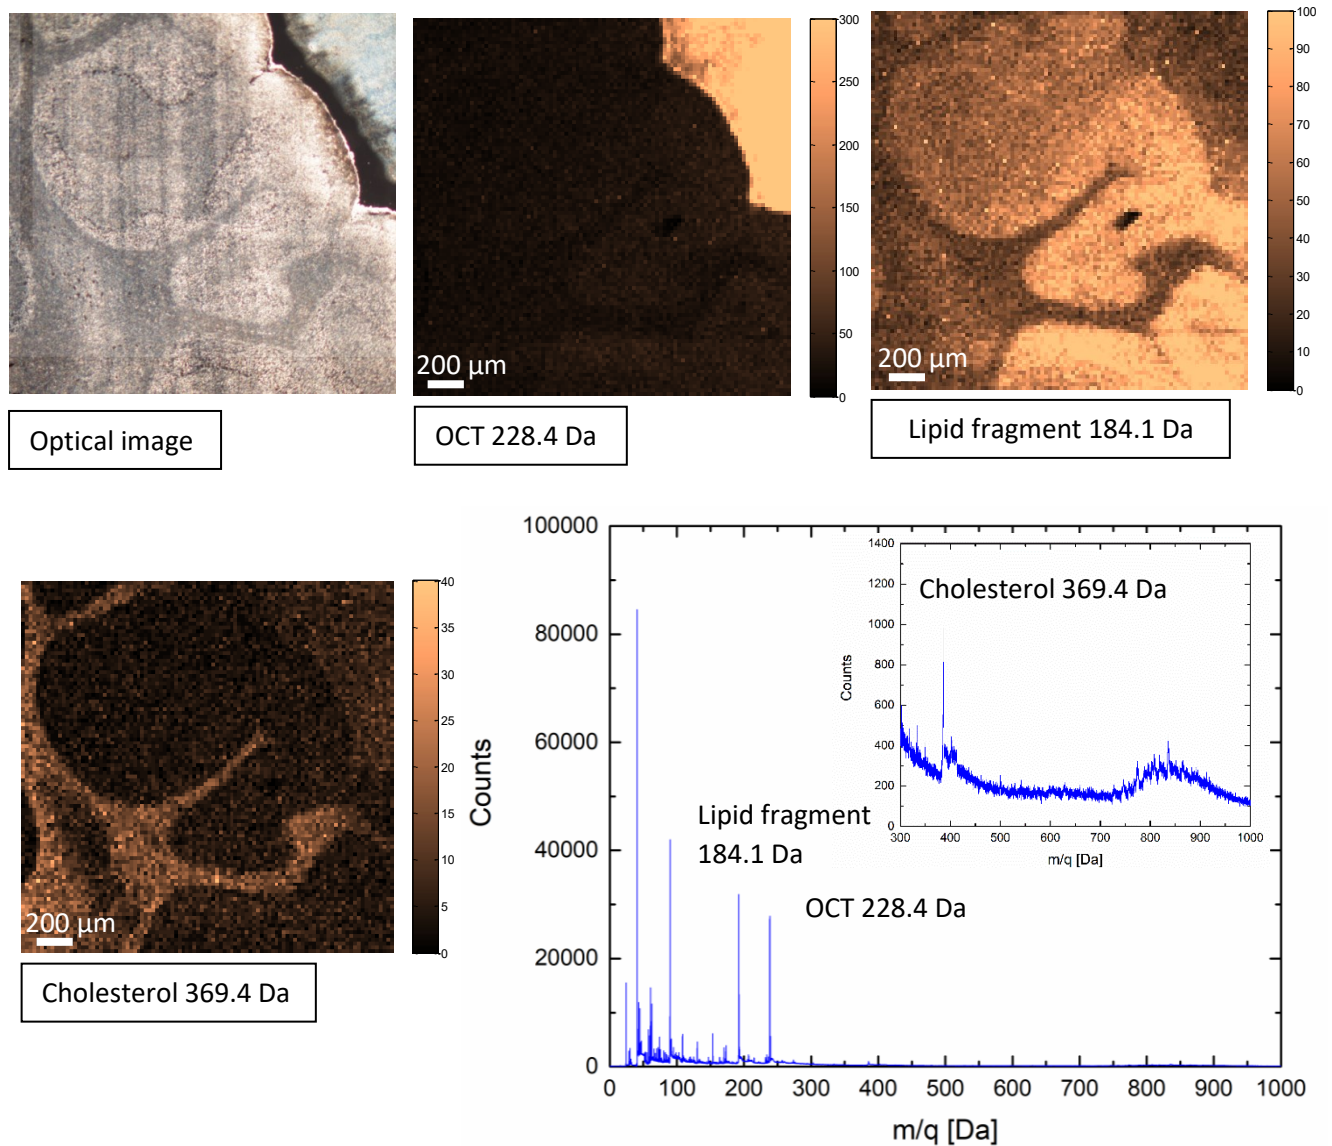 300
250
200
150
100
50
0
200 µm
100
90
80
70
60
50
40
30
20
10
0
200 µm
Optical image
OCT 228.4 Da
Lipid fragment 184.1 Da
40
35
30
25
20
15
10
5
0
200 µm
Cholesterol 369.4 Da
100000
80000
60000
40000
20000
0
Counts
0 100 200 300 400 500 600 700 800 900 1000
m/q [Da]
Lipid fragment
184.1 Da
OCT 228.4 Da
1400
1200
1000
800
600
400
200
0
Counts
Cholesterol 369.4 Da
300 400 500 600 700 800 900 1000
m/q [Da]